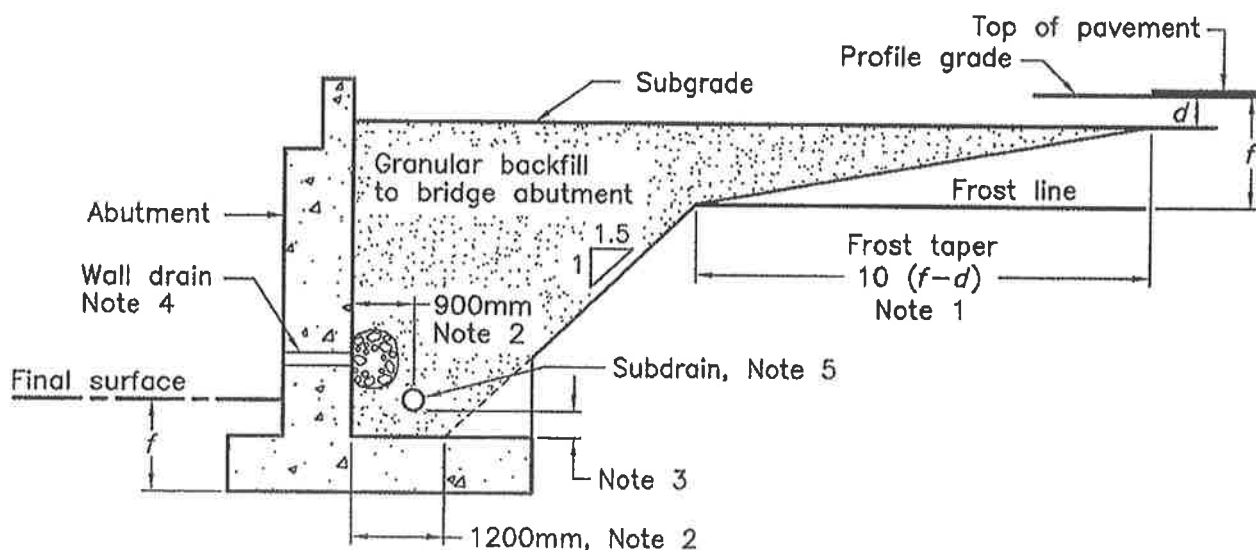 Top of pavement
Profile grade
Subgrade
d
f
Granular backfill
to bridge abutment
Frost line
Abutment
1.5
1
Frost taper
10 (f-d)
Note 1
Wall drain
Note 4
900mm
Note 2
Subdrain, Note 5
Final surface
f
Note 3
1200mm, Note 2